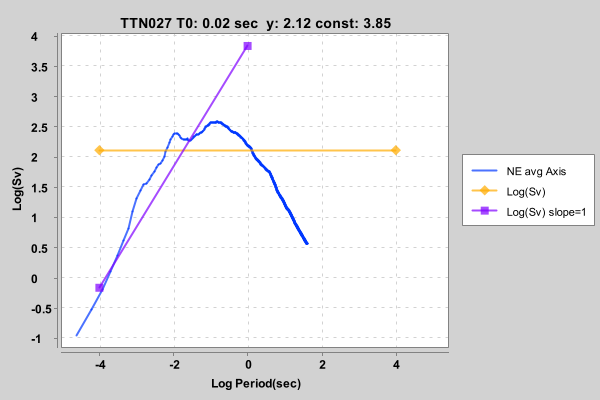 TTN027 T0: 0.02 sec  y: 2.12 const: 3.85
4
3.5
3
2.5
2
1.5
1
0.5
0
-0.5
-1
Log(Sv)
-4 -2 0 2 4
Log Period(sec)
NE avg Axis
Log(Sv)
Log(Sv) slope=1